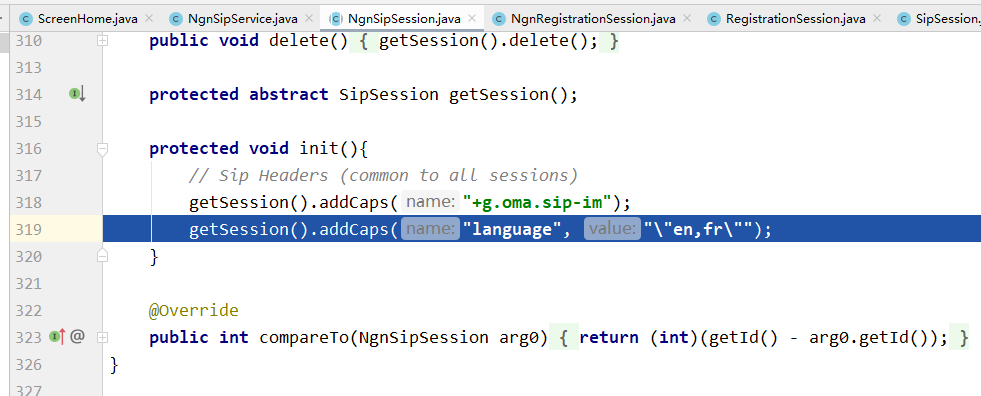 ScreenHome.java NgnSipService.java NgnSipSession.java NgnRegistrationSession.java RegistrationSession.java SipSession.
310 public void delete() { getSession().delete(); }
313
314 protected abstract SipSession getSession();
315
316 protected void init(){
317 // Sip Headers (common to all sessions)
318 getSession().addCaps( name: "+g.oma.sip-im");
319 getSession().addCaps( name: "language", value: "\"en,fr\"");
320 }
321
322 @Override
323 public int compareTo(NgnSipSession arg0) { return (int)(getId() - arg0.getId()); }
326 }
327